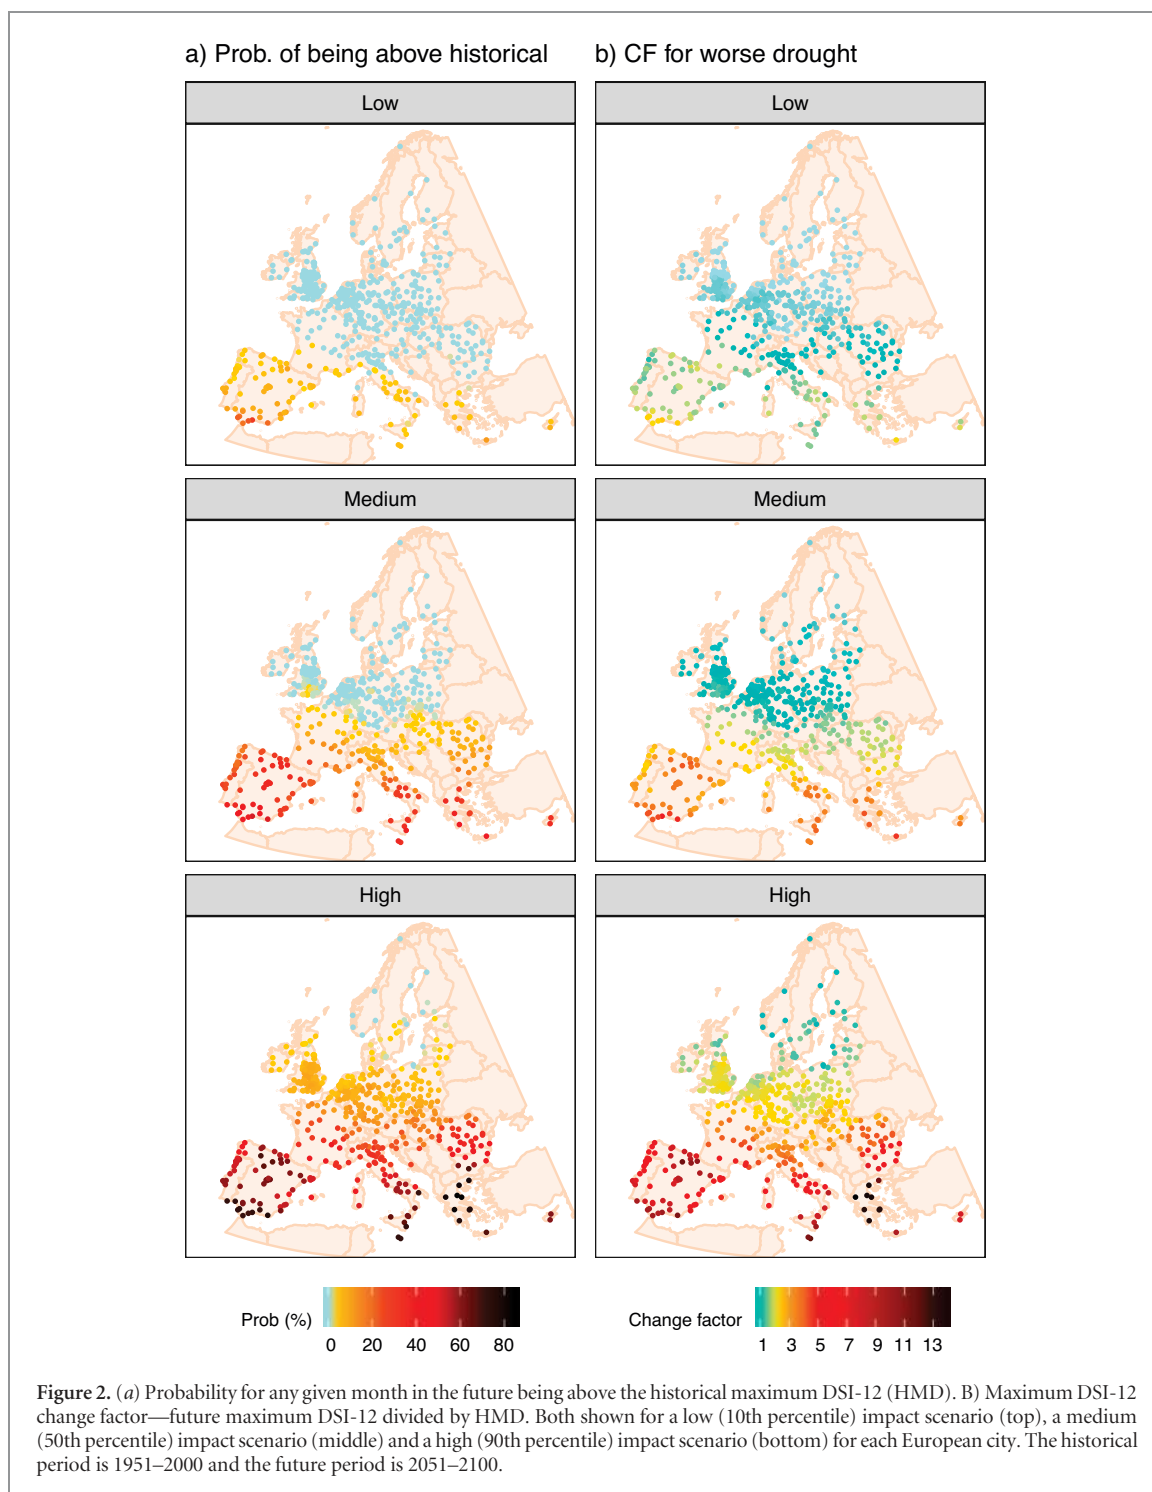 a) Prob. of being above historical
b) CF for worse drought
Low
Low
Medium
Medium
High
High
Prob (%)
0 20 40 60 80
Change factor
1 3 5 7 9 11 13
Figure 2. (a) Probability for any given month in the future being above the historical maximum DSI-12 (HMD). B) Maximum DSI-12
change factor—future maximum DSI-12 divided by HMD. Both shown for a low (10th percentile) impact scenario (top), a medium
(50th percentile) impact scenario (middle) and a high (90th percentile) impact scenario (bottom) for each European city. The historical
period is 1951–2000 and the future period is 2051–2100.